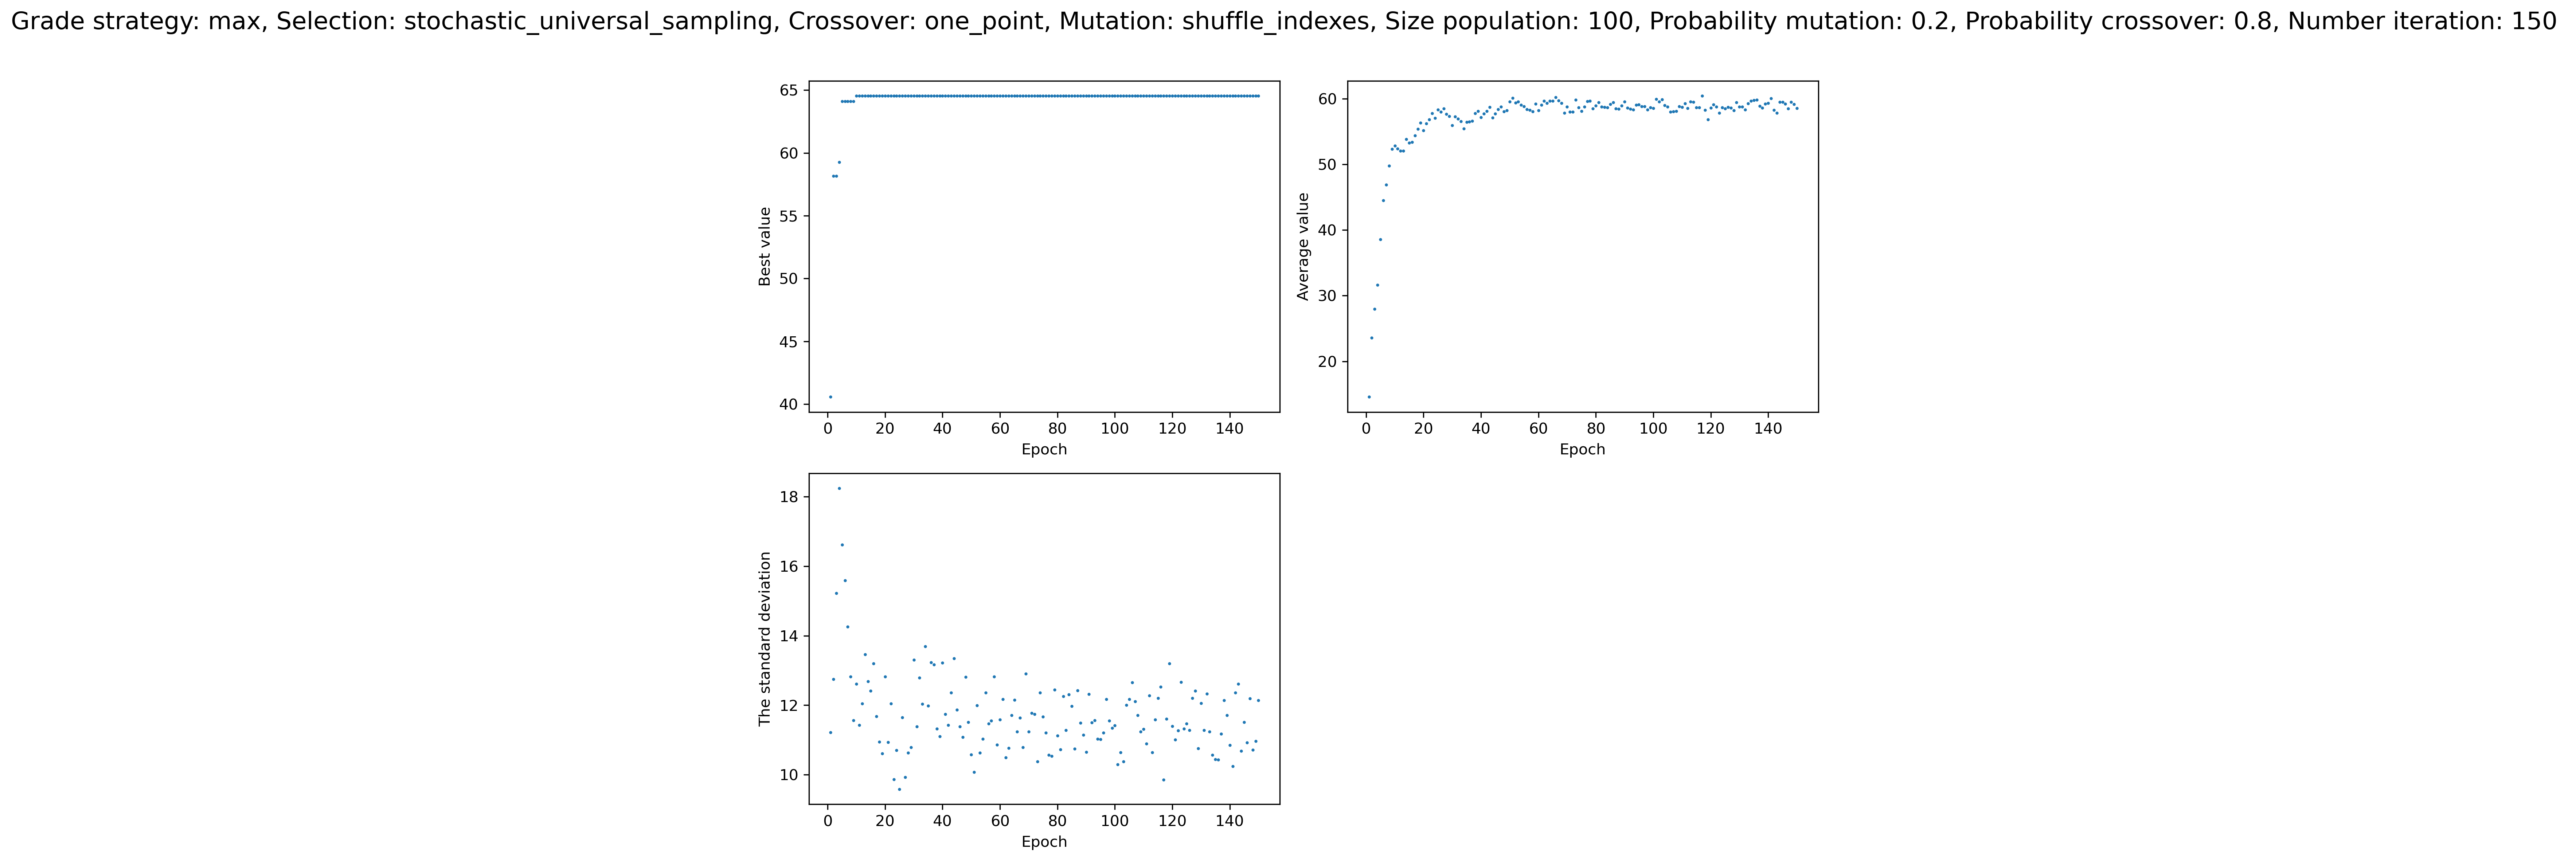 Grade strategy: max, Selection: stochastic_universal_sampling, Crossover: one_point, Mutation: shuffle_indexes, Size population: 100, Probability mutation: 0.2, Probability crossover: 0.8, Number iteration: 150
65
60
55
50
45
40
Best value
0 20 40 60 80 100 120 140
Epoch
60
50
40
30
20
Average value
0 20 40 60 80 100 120 140
Epoch
18
16
14
12
10
The standard deviation
0 20 40 60 80 100 120 140
Epoch